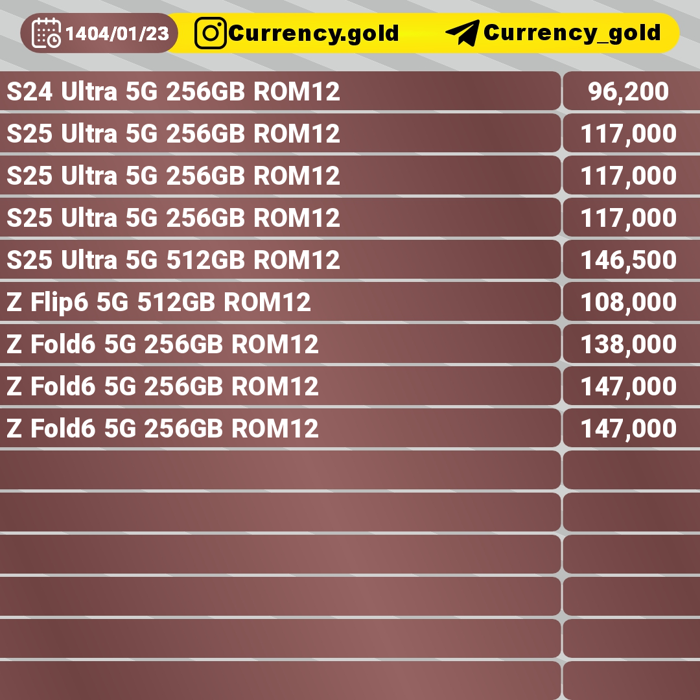 1404/01/23 Currency.gold Currency_gold
S24 Ultra 5G 256GB ROM12 96,200
S25 Ultra 5G 256GB ROM12 117,000
S25 Ultra 5G 256GB ROM12 117,000
S25 Ultra 5G 256GB ROM12 117,000
S25 Ultra 5G 512GB ROM12 146,500
Z Flip6 5G 512GB ROM12 108,000
Z Fold6 5G 256GB ROM12 138,000
Z Fold6 5G 256GB ROM12 147,000
Z Fold6 5G 256GB ROM12 147,000